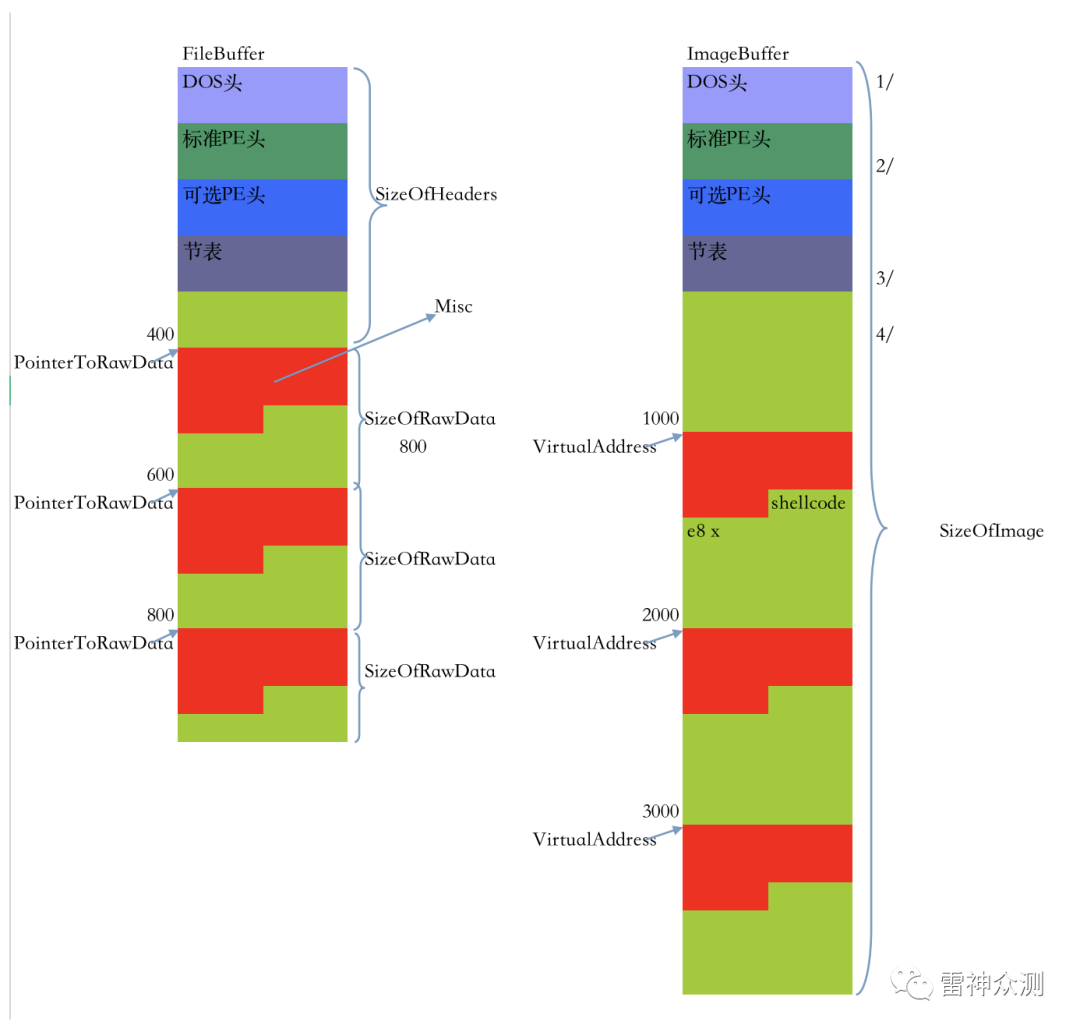 FileBuffer
DOS头
标准PE头
可选PE头
节表
SizeOfHeaders
Misc
400
PointerToRawData
SizeOfRawData
800
600
PointerToRawData
SizeOfRawData
800
PointerToRawData
SizeOfRawData
ImageBuffer
DOS头
标准PE头
可选PE头
节表
1/
2/
3/
4/
1000
VirtualAddress
shellcode
e8 x
SizeOfImage
2000
VirtualAddress
3000
VirtualAddress
雷神众测